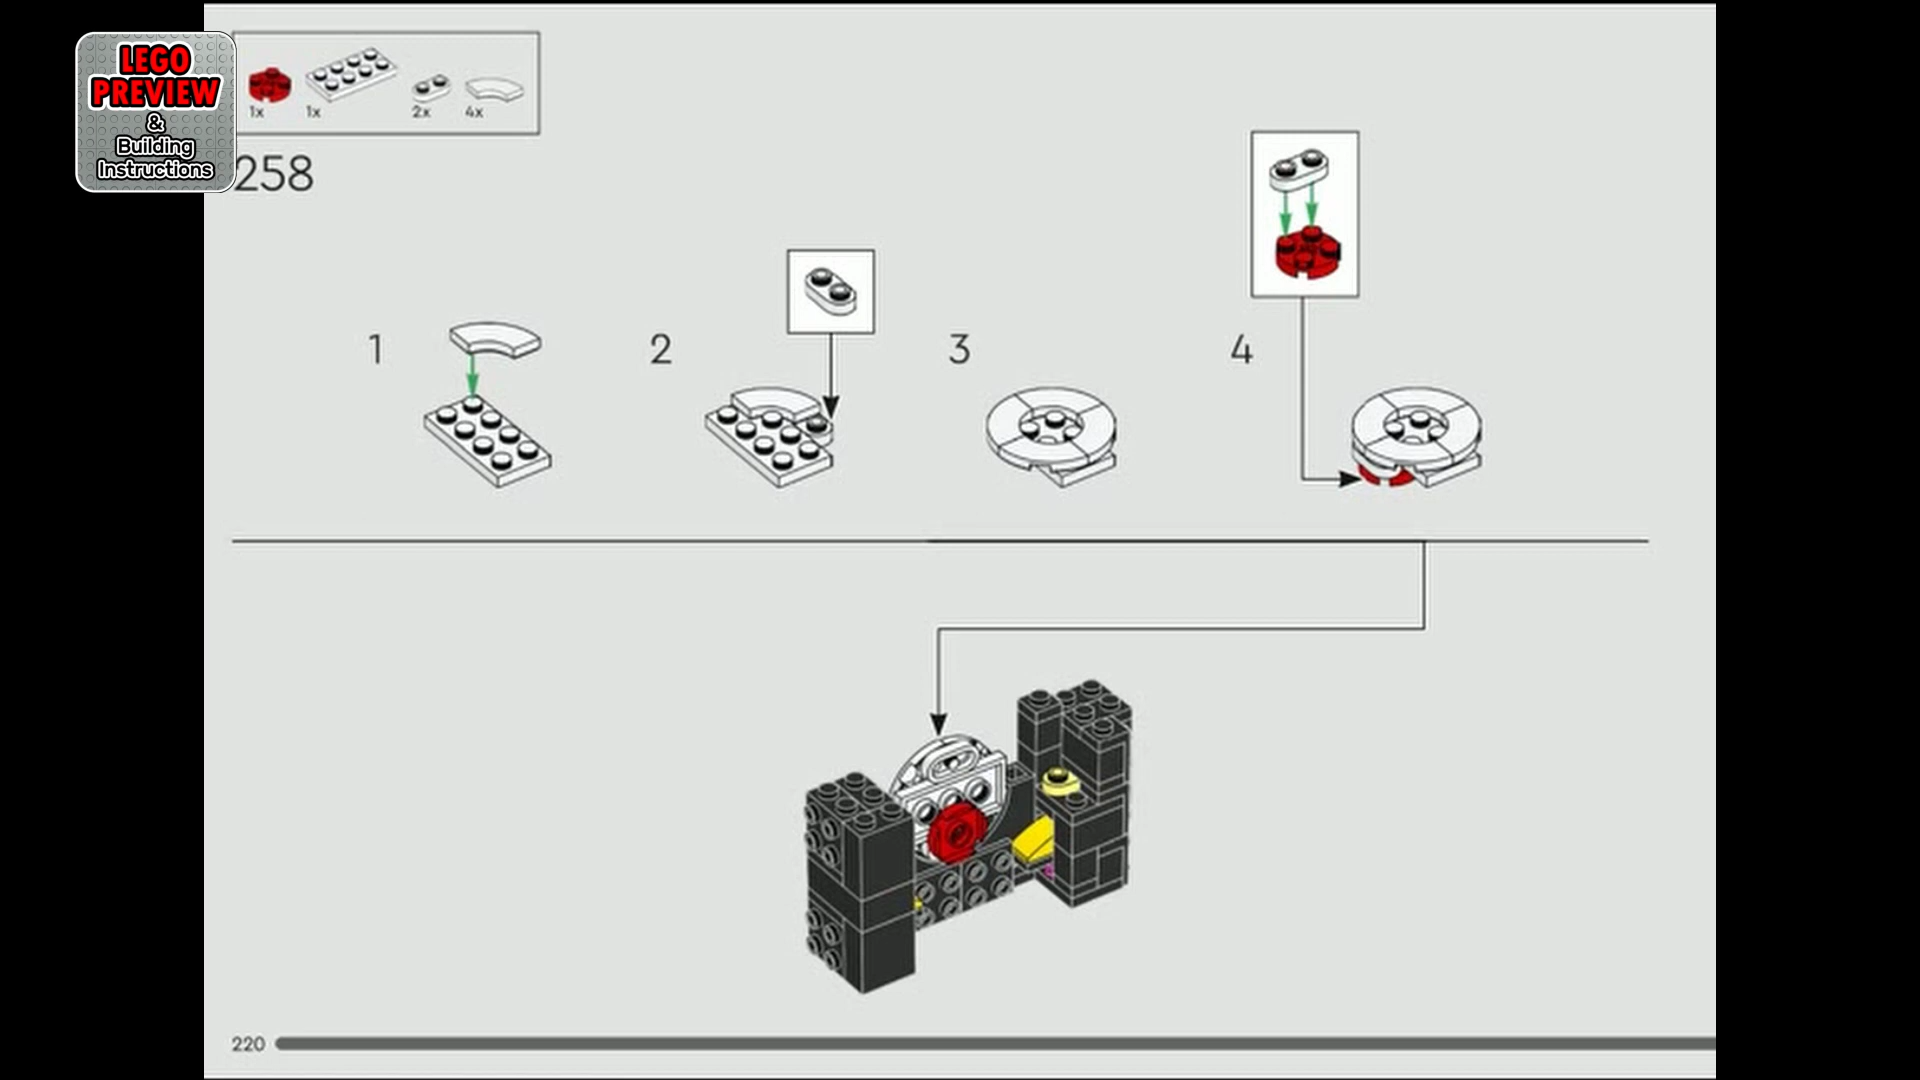 LEGO
PREVIEW
&
Building
Instructions
1x 1x 2x 4x
258
1 2 3 4
220